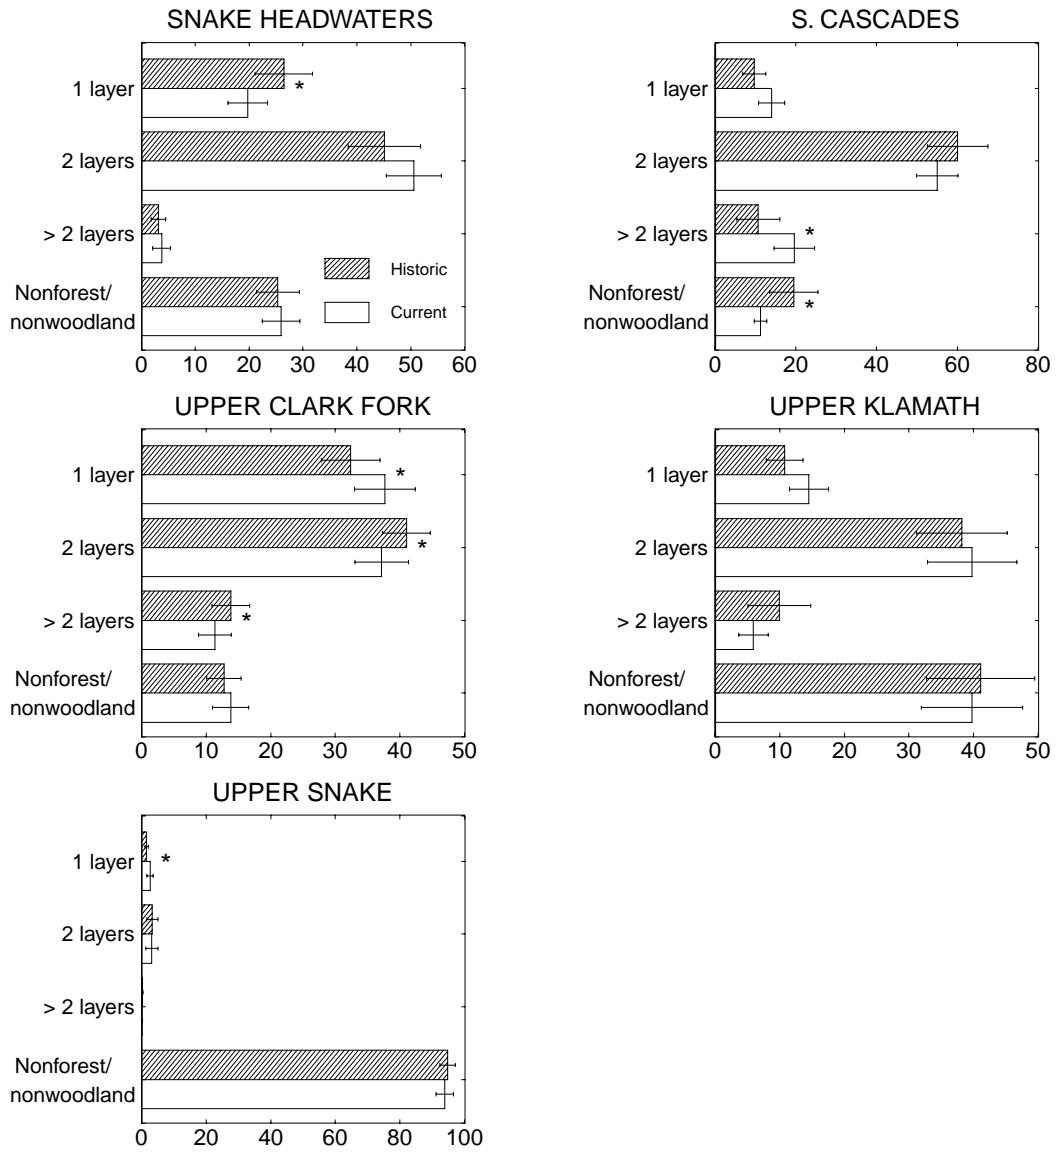 SNAKE HEADWATERS
1 layer
*
2 layers
> 2 layers
Nonforest/
nonwoodland
Historic
Current
0 10 20 30 40 50 60
S. CASCADES
1 layer
2 layers
> 2 layers
*
Nonforest/
*
nonwoodland
0 20 40 60 80
UPPER CLARK FORK
1 layer
*
2 layers
*
> 2 layers
*
Nonforest/
nonwoodland
0 10 20 30 40 50
UPPER KLAMATH
1 layer
2 layers
> 2 layers
Nonforest/
nonwoodland
0 10 20 30 40 50
UPPER SNAKE
1 layer
*
2 layers
> 2 layers
Nonforest/
nonwoodland
0 20 40 60 80 100